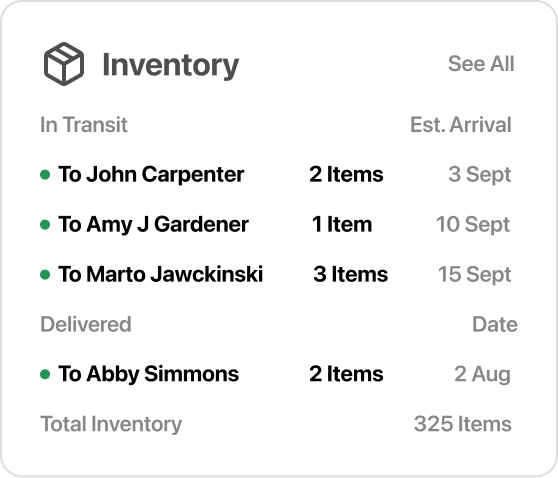 Inventory See All
In Transit Est. Arrival
To John Carpenter 2 Items 3 Sept
To Amy J Gardener 1 Item 10 Sept
To Marto Jawckinski 3 Items 15 Sept
Delivered Date
To Abby Simmons 2 Items 2 Aug
Total Inventory 325 Items